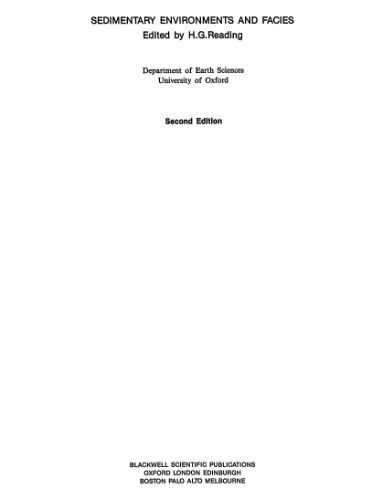 SEDIMENTARY ENVIRONMENTS AND FACIES
Edited by H.G.Reading
Department of Earth Sciences
University of Oxford
Second Edition
BLACKWELL SCIENTIFIC PUBLICATIONS
OXFORD LONDON EDINBURGH
BOSTON PALO ALTO MELBOURNE